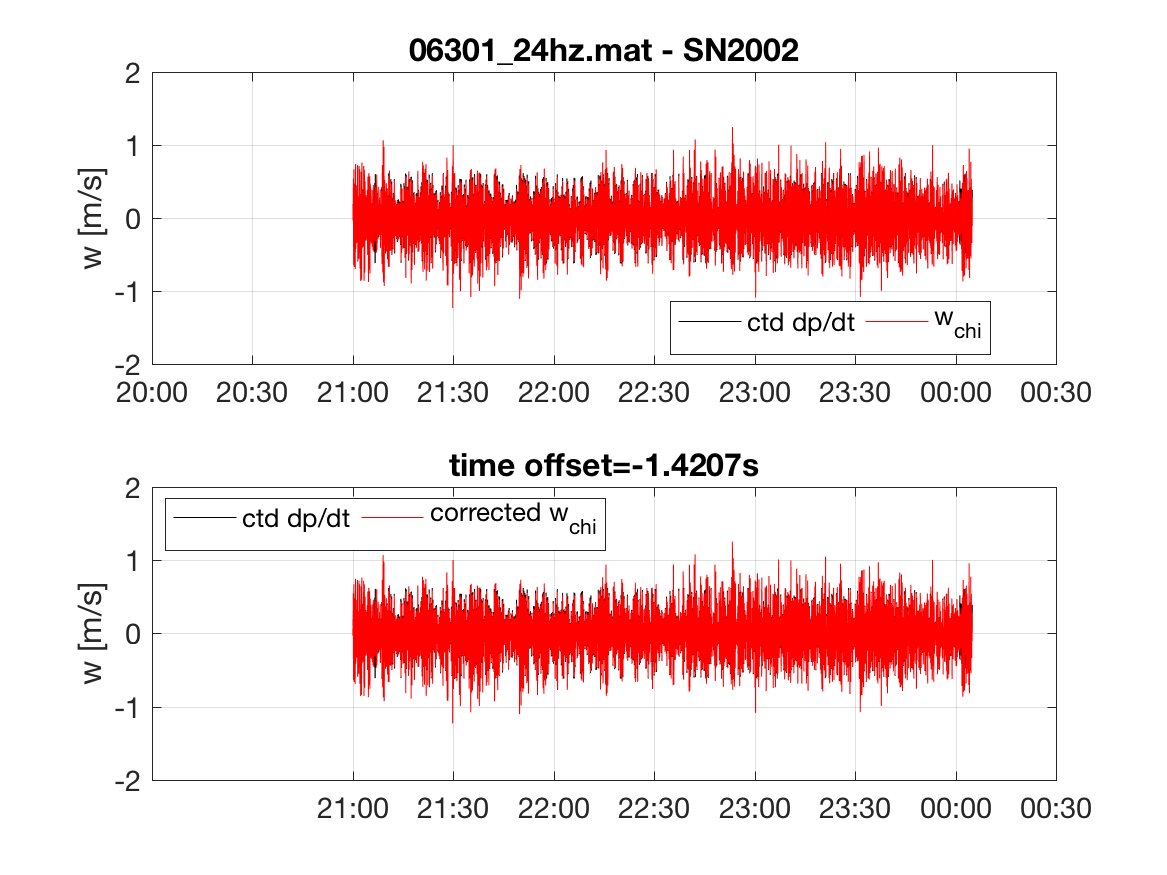 06301_24hz.mat - SN2002
2
1
0
-1
-2
w [m/s]
ctd dp/dt w_chi
20:00 20:30 21:00 21:30 22:00 22:30 23:00 23:30 00:00 00:30
time offset=-1.4207s
2
1
0
-1
-2
w [m/s]
ctd dp/dt corrected w_chi
21:00 21:30 22:00 22:30 23:00 23:30 00:00 00:30